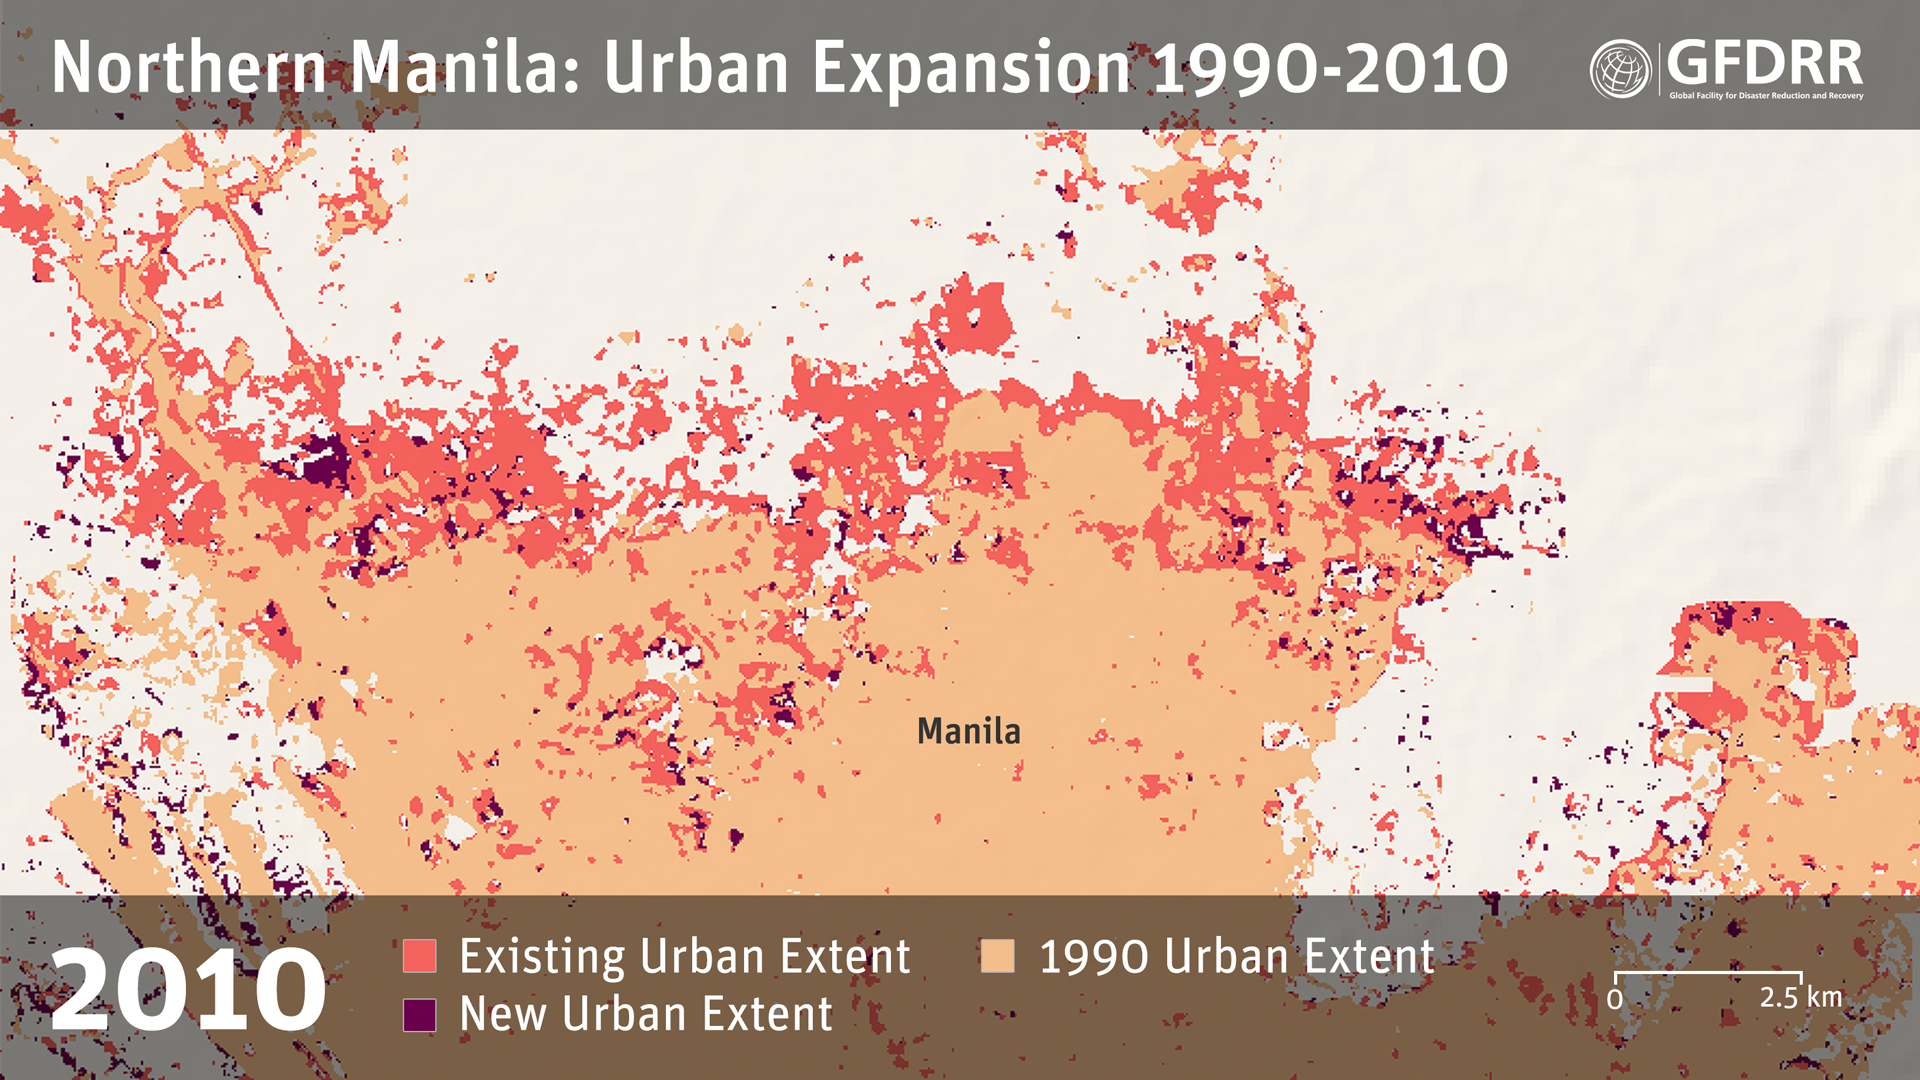 Northern Manila: Urban Expansion 1990-2010
GFDRR
Global Facility for Disaster Reduction and Recovery
Manila
2010
Existing Urban Extent
1990 Urban Extent
New Urban Extent
0
2.5 km